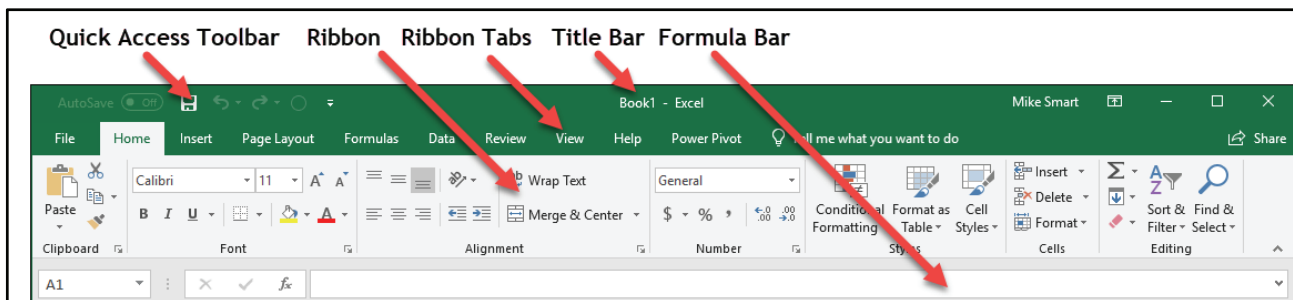 Quick Access Toolbar Ribbon Ribbon Tabs Title Bar Formula Bar
AutoSave Off Book1 - Excel Mike Smart
File Home Insert Page Layout Formulas Data Review View Help Power Pivot Tell me what you want to do Share
Calibri 11 A A ab Wrap Text General Insert Σ A Z
Paste B I U A Merge & Center $ % , .00 .0 Conditional Formatting Format as Table Cell Styles Delete Format Sort & Filter Find & Select
Clipboard Font Alignment Number Styles Cells Editing
A1 fx